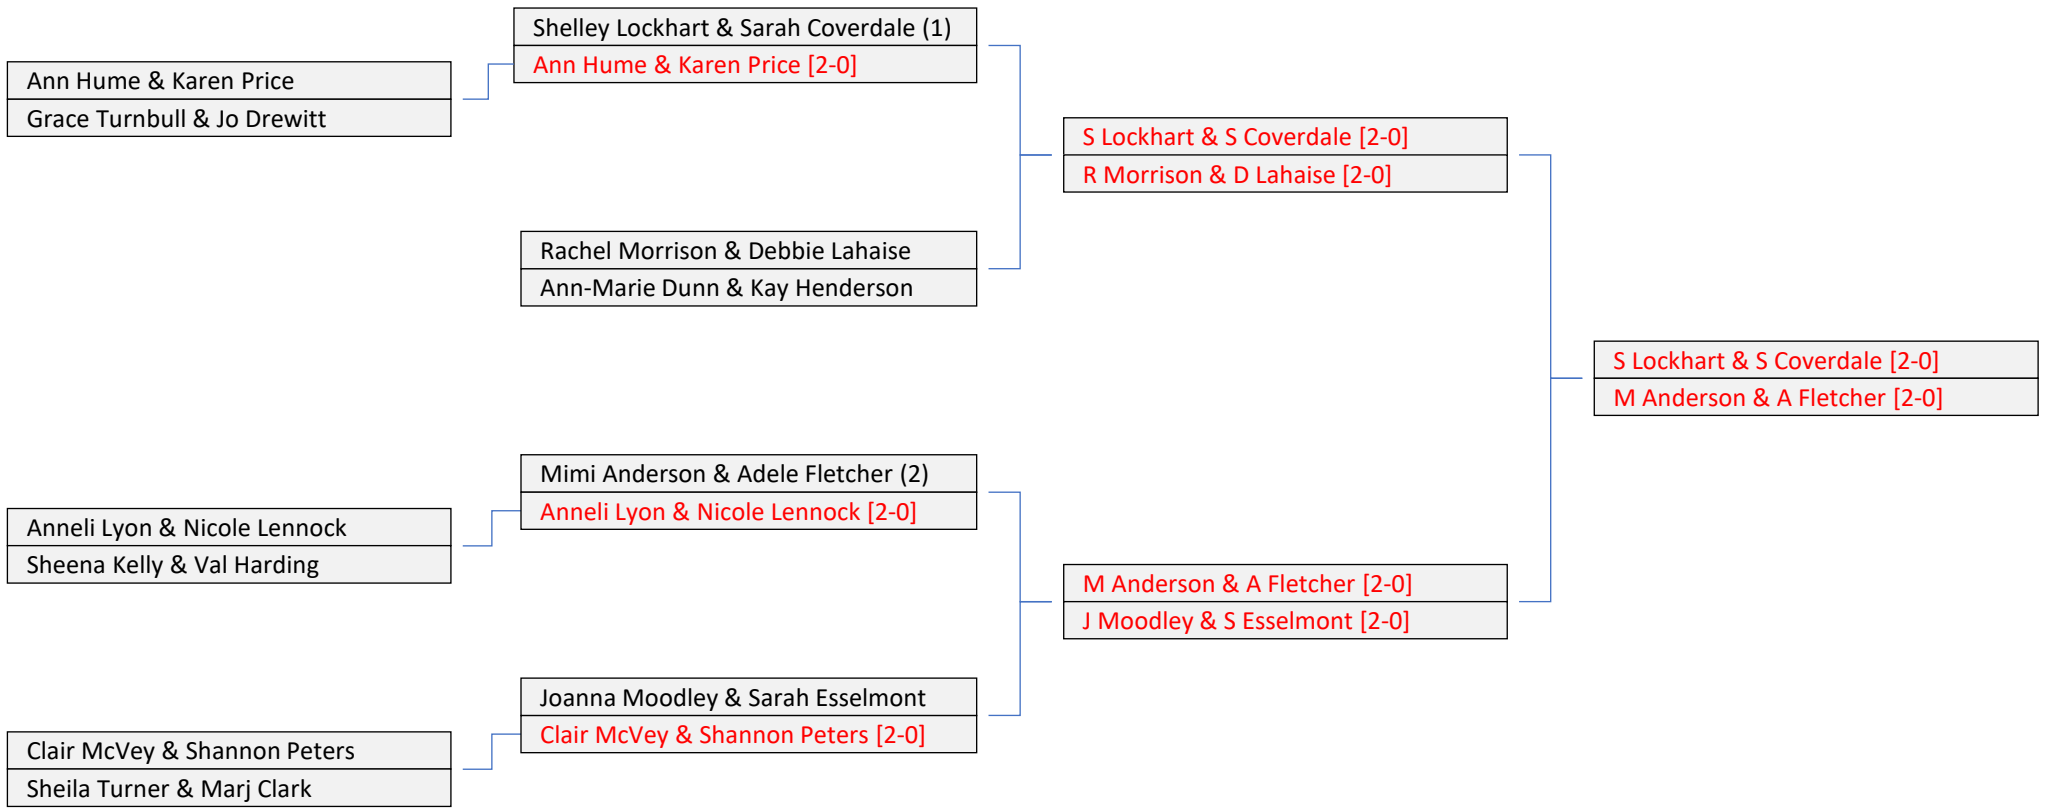 Ann Hume & Karen Price
Grace Turnbull & Jo Drewitt
Anneli Lyon & Nicole Lennock
Sheena Kelly & Val Harding
Clair McVey & Shannon Peters
Sheila Turner & Marj Clark
Shelley Lockhart & Sarah Coverdale (1)
Ann Hume & Karen Price [2-0]
Rachel Morrison & Debbie Lahaise
Ann-Marie Dunn & Kay Henderson
Mimi Anderson & Adele Fletcher (2)
Anneli Lyon & Nicole Lennock [2-0]
Joanna Moodley & Sarah Esselmont
Clair McVey & Shannon Peters [2-0]
S Lockhart & S Coverdale [2-0]
R Morrison & D Lahaise [2-0]
M Anderson & A Fletcher [2-0]
J Moodley & S Esselmont [2-0]
S Lockhart & S Coverdale [2-0]
M Anderson & A Fletcher [2-0]